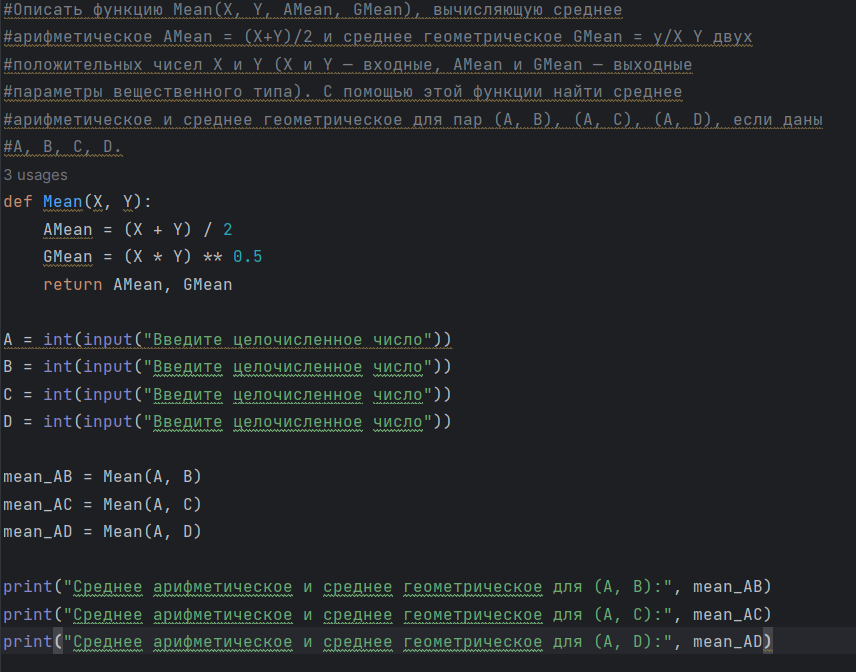 #Описать функцию Mean(X, Y, AMean, GMean), вычисляющую среднее
#арифметическое AMean = (X+Y)/2 и среднее геометрическое GMean = y/X Y двух
#положительных чисел X и Y (X и Y — входные, AMean и GMean — выходные
#параметры вещественного типа). С помощью этой функции найти среднее
#арифметическое и среднее геометрическое для пар (A, B), (A, C), (A, D), если даны
#A, B, C, D.
3 usages
def Mean(X, Y):
    AMean = (X + Y) / 2
    GMean = (X * Y) ** 0.5
    return AMean, GMean

A = int(input("Введите целочисленное число"))
B = int(input("Введите целочисленное число"))
C = int(input("Введите целочисленное число"))
D = int(input("Введите целочисленное число"))

mean_AB = Mean(A, B)
mean_AC = Mean(A, C)
mean_AD = Mean(A, D)

print("Среднее арифметическое и среднее геометрическое для (A, B):", mean_AB)
print("Среднее арифметическое и среднее геометрическое для (A, C):", mean_AC)
print("Среднее арифметическое и среднее геометрическое для (A, D):", mean_AD)